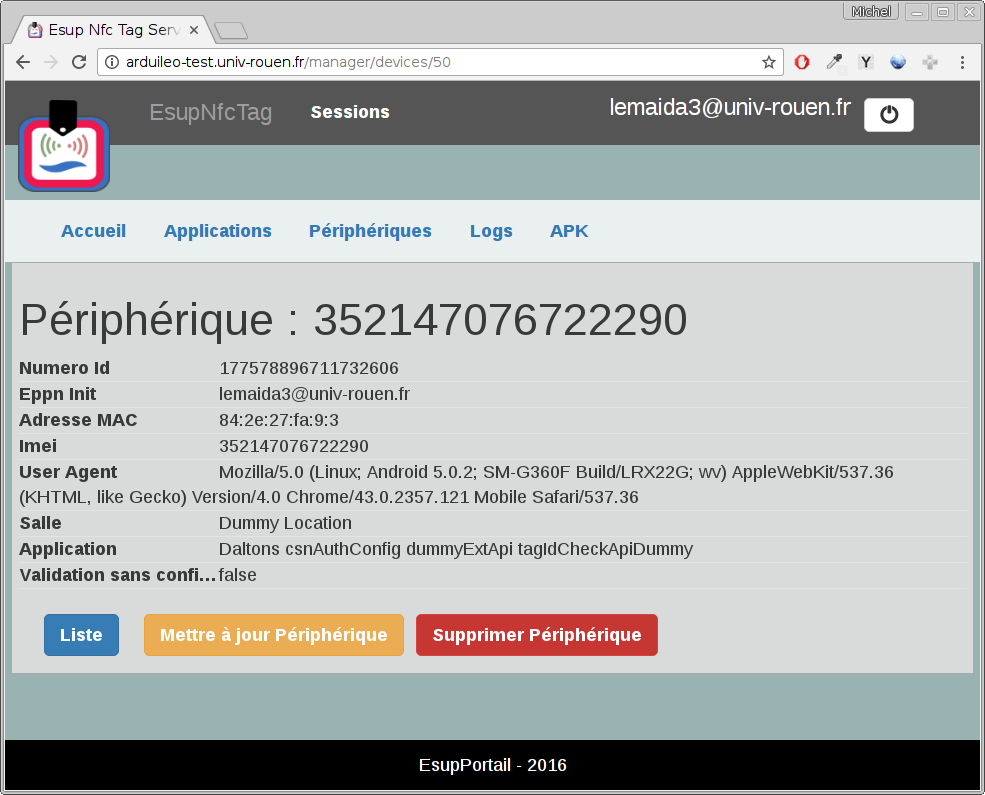 Michel
Esup Nfc Tag Serv
arduileo-test.univ-rouen.fr/manager/devices/50
Y
EsupNfcTag Sessions lemaida3@univ-rouen.fr
Accueil Applications Périphériques Logs APK
Périphérique : 352147076722290
Numero Id 177578896711732606
Eppn Init lemaida3@univ-rouen.fr
Adresse MAC 84:2e:27:fa:9:3
Imei 352147076722290
User Agent Mozilla/5.0 (Linux; Android 5.0.2; SM-G360F Build/LRX22G; wv) AppleWebKit/537.36
(KHTML, like Gecko) Version/4.0 Chrome/43.0.2357.121 Mobile Safari/537.36
Salle Dummy Location
Application Daltons csnAuthConfig dummyExtApi tagIdCheckApiDummy
Validation sans confi... false
Liste Mettre à jour Périphérique Supprimer Périphérique
EsupPortail - 2016